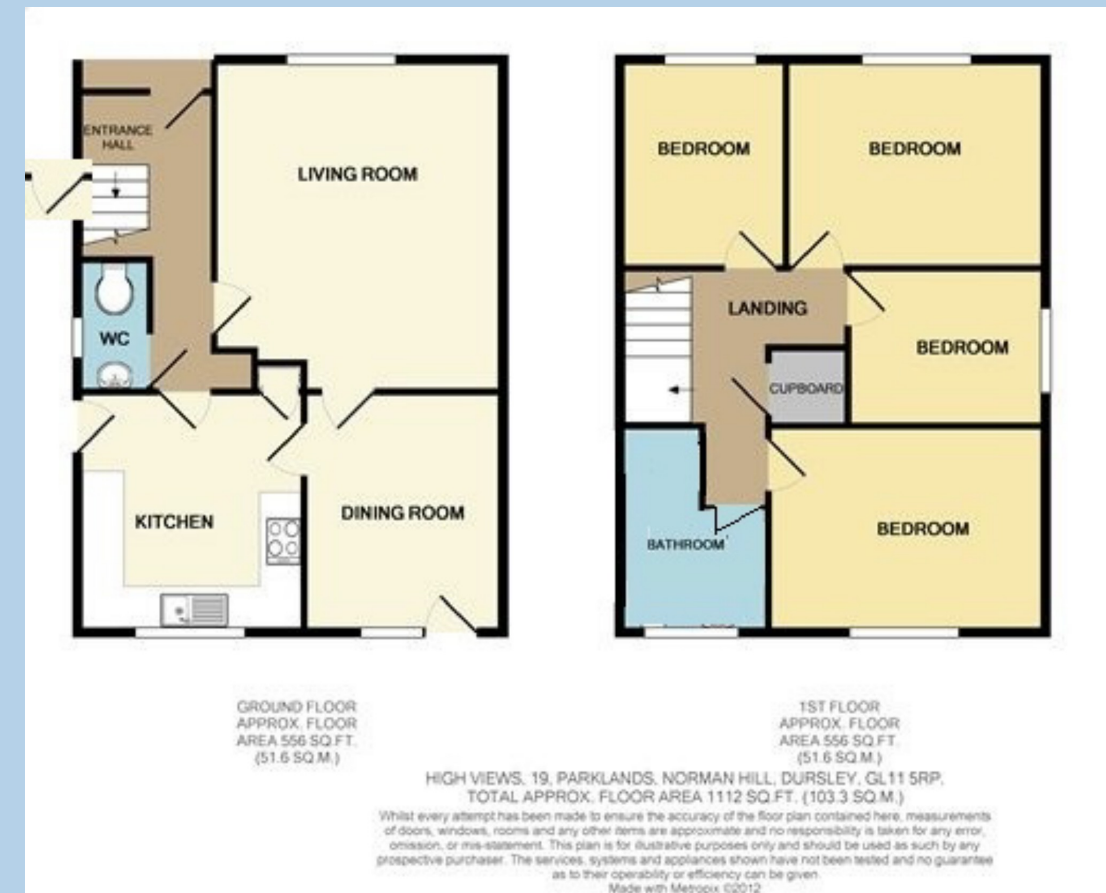 ENTRANCE
HALL
LIVING ROOM
WC
KITCHEN
DINING ROOM
BEDROOM
BEDROOM
LANDING
BEDROOM
CUPBOARD
BEDROOM
BATHROOM
GROUND FLOOR
APPROX. FLOOR
AREA 556 SQ.FT.
(51.6 SQ.M.)
1ST FLOOR
APPROX. FLOOR
AREA 556 SQ.FT.
(51.6 SQ.M.)
HIGH VIEWS, 19, PARKLANDS, NORMAN HILL, DURSLEY, GL11 5RP.
TOTAL APPROX. FLOOR AREA 1112 SQ.FT. (103.3 SQ.M.)
Whilst every attempt has been made to ensure the accuracy of the floor plan contained here, measurements
of doors, windows, rooms and any other items are approximate and no responsibility is taken for any error,
omission, or mis-statement. This plan is for illustrative purposes only and should be used as such by any
prospective purchaser. The services, systems and appliances shown have not been tested and no guarantee
as to their operability or efficiency can be given
Made with Metropix ©2012